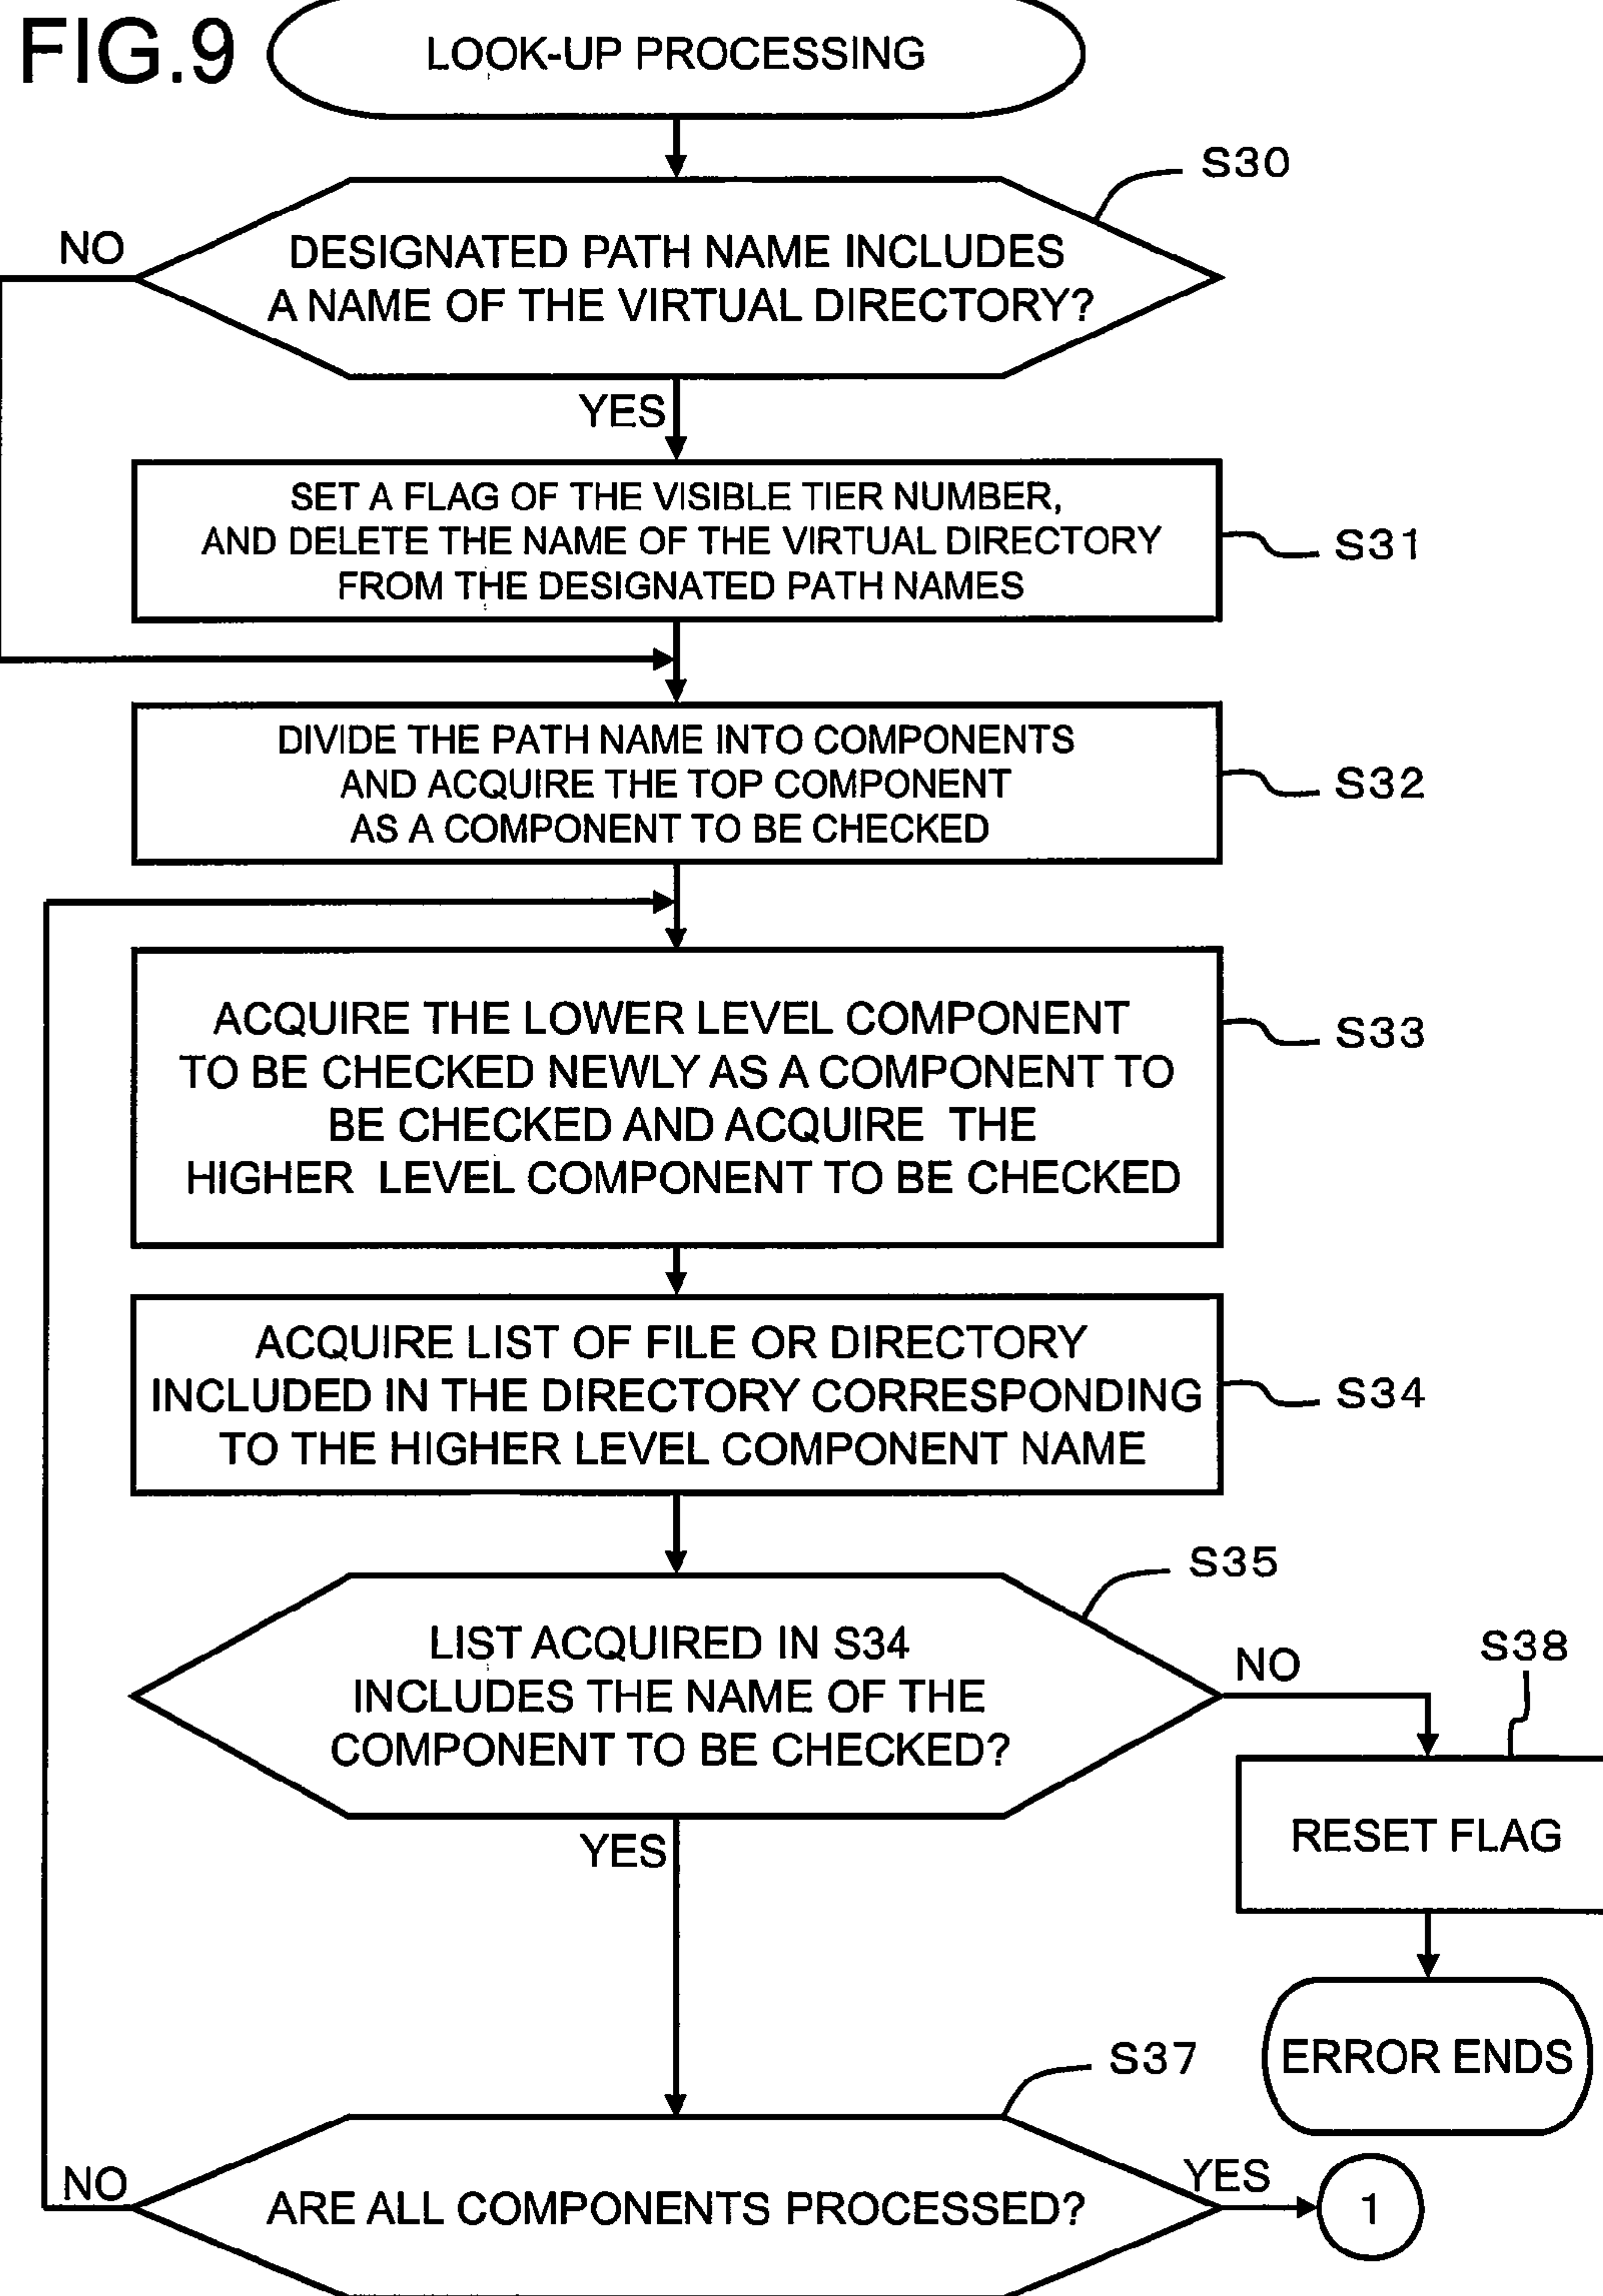 FIG.9
LOOK-UP PROCESSING
S30
NO
DESIGNATED PATH NAME INCLUDES
A NAME OF THE VIRTUAL DIRECTORY?
YES
SET A FLAG OF THE VISIBLE TIER NUMBER,
AND DELETE THE NAME OF THE VIRTUAL DIRECTORY
FROM THE DESIGNATED PATH NAMES
S31
DIVIDE THE PATH NAME INTO COMPONENTS
AND ACQUIRE THE TOP COMPONENT
AS A COMPONENT TO BE CHECKED
S32
ACQUIRE THE LOWER LEVEL COMPONENT
TO BE CHECKED NEWLY AS A COMPONENT TO
BE CHECKED AND ACQUIRE THE
HIGHER LEVEL COMPONENT TO BE CHECKED
S33
ACQUIRE LIST OF FILE OR DIRECTORY
INCLUDED IN THE DIRECTORY CORRESPONDING
TO THE HIGHER LEVEL COMPONENT NAME
S34
S35
LIST ACQUIRED IN S34
INCLUDES THE NAME OF THE
COMPONENT TO BE CHECKED?
NO
S38
YES
RESET FLAG
ERROR ENDS
S37
NO
ARE ALL COMPONENTS PROCESSED?
YES
1